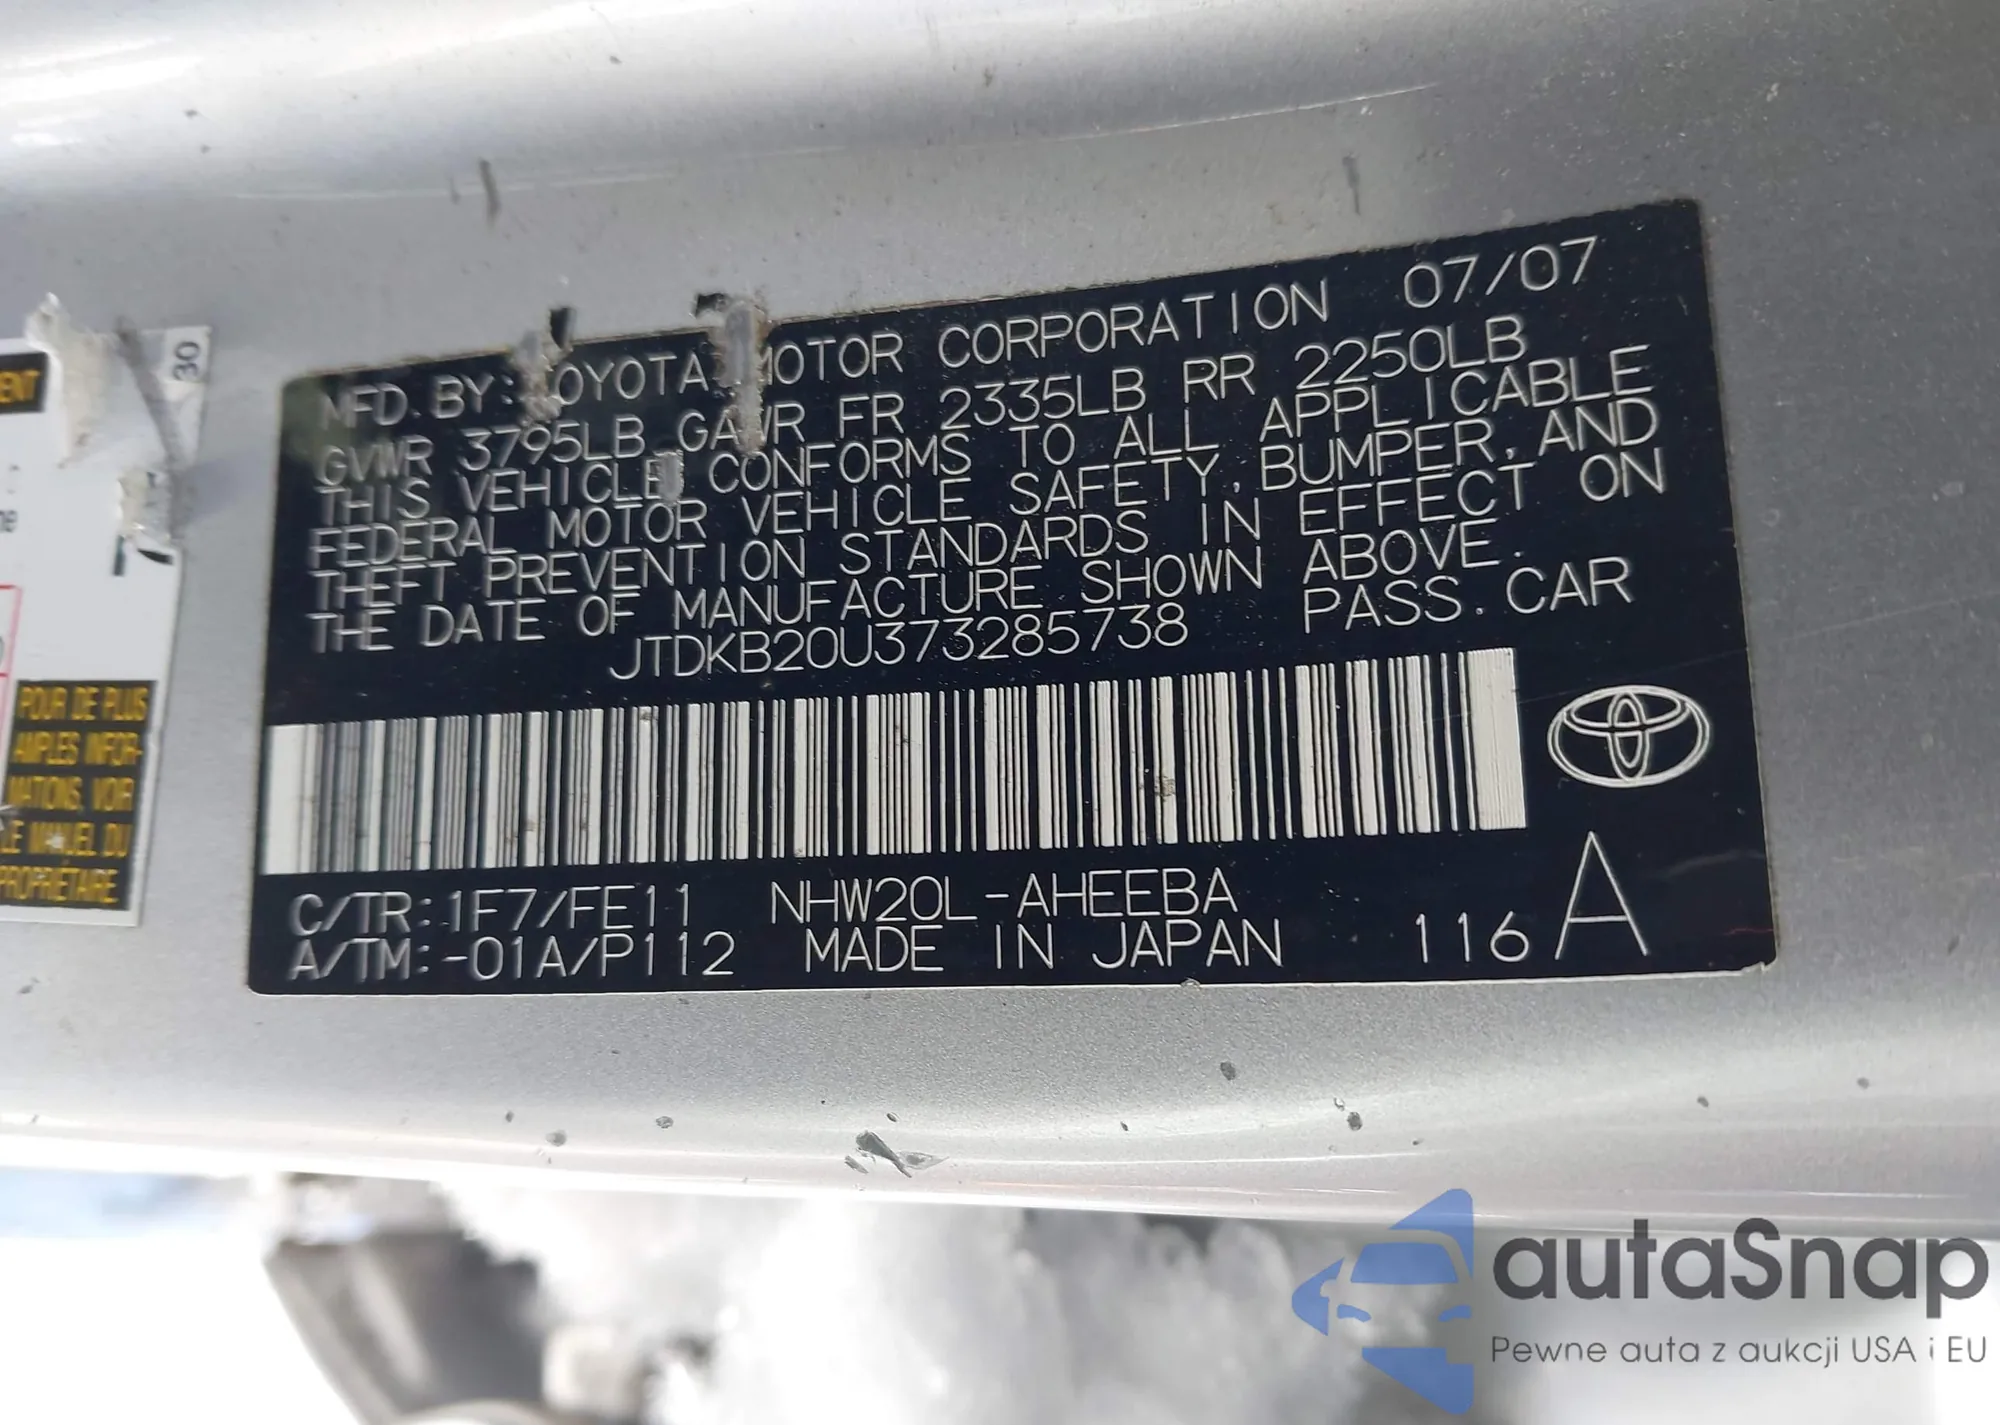 MFD. BY: TOYOTA MOTOR CORPORATION 07/07
GVWR 3795LB GAWR FR 2335LB RR 2250LB
THIS VEHICLE CONFORMS TO ALL APPLICABLE
FEDERAL MOTOR VEHICLE SAFETY, BUMPER, AND
THEFT PREVENTION STANDARDS IN EFFECT ON
THE DATE OF MANUFACTURE SHOWN ABOVE.
JTDKB20U373285738 PASS. CAR
C/TR: 1F7/FE11 NHW20L-AHEEBA
A/TM: -01A/P112 MADE IN JAPAN 116 A
30
POUR DE PLUS
AMPLES INFOR-
MATIONS, VOIR
LE MANUEL DU
PROPRIÉTAIRE
autaSnap
Pewne auta z aukcji USA i EU